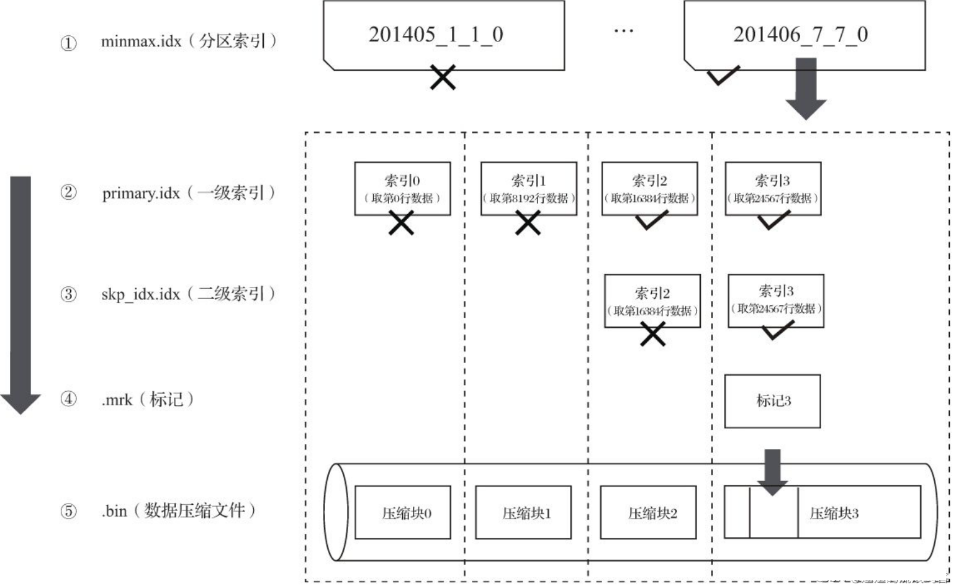 ① minmax.idx（分区索引） 201405_1_1_0 … 201406_7_7_0
② primary.idx（一级索引）
索引0
（取第0行数据）
索引1
（取第8192行数据）
索引2
（取第16384行数据）
索引3
（取第24567行数据）
③ skp_idx.idx（二级索引）
索引2
（取第16384行数据）
索引3
（取第24567行数据）
④ .mrk（标记） 标记3
⑤ .bin（数据压缩文件） 压缩块0 压缩块1 压缩块2 压缩块3